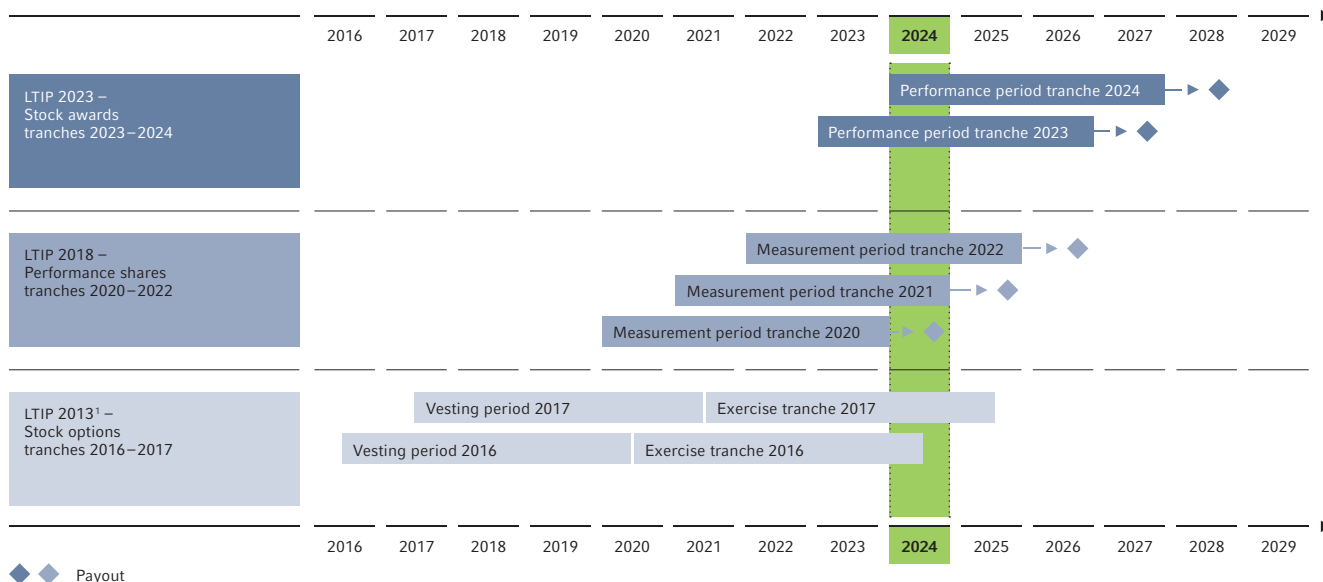 2016 2017 2018 2019 2020 2021 2022 2023 2024 2025 2026 2027 2028 2029
LTIP 2023 –
Stock awards
tranches 2023–2024
Performance period tranche 2024
Performance period tranche 2023
LTIP 2018 –
Performance shares
tranches 2020–2022
Measurement period tranche 2022
Measurement period tranche 2021
Measurement period tranche 2020
LTIP 2013¹ –
Stock options
tranches 2016–2017
Vesting period 2017 Exercise tranche 2017
Vesting period 2016 Exercise tranche 2016
2016 2017 2018 2019 2020 2021 2022 2023 2024 2025 2026 2027 2028 2029
Payout